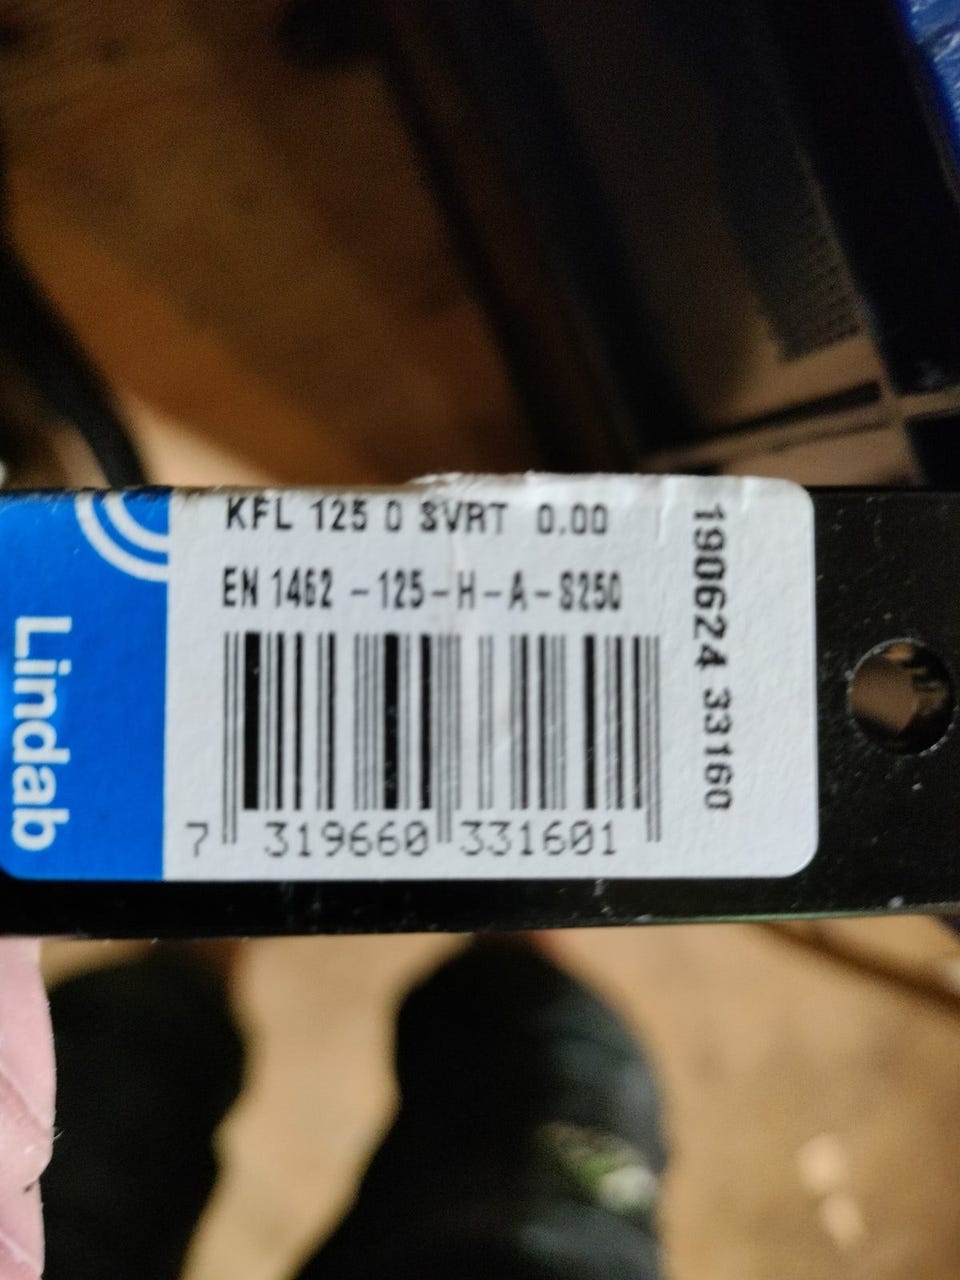 Lindab
KFL 125 0 SVRT 0.00
EN 1462 -125-H-A-S250
7 319660 331601
190624 33160